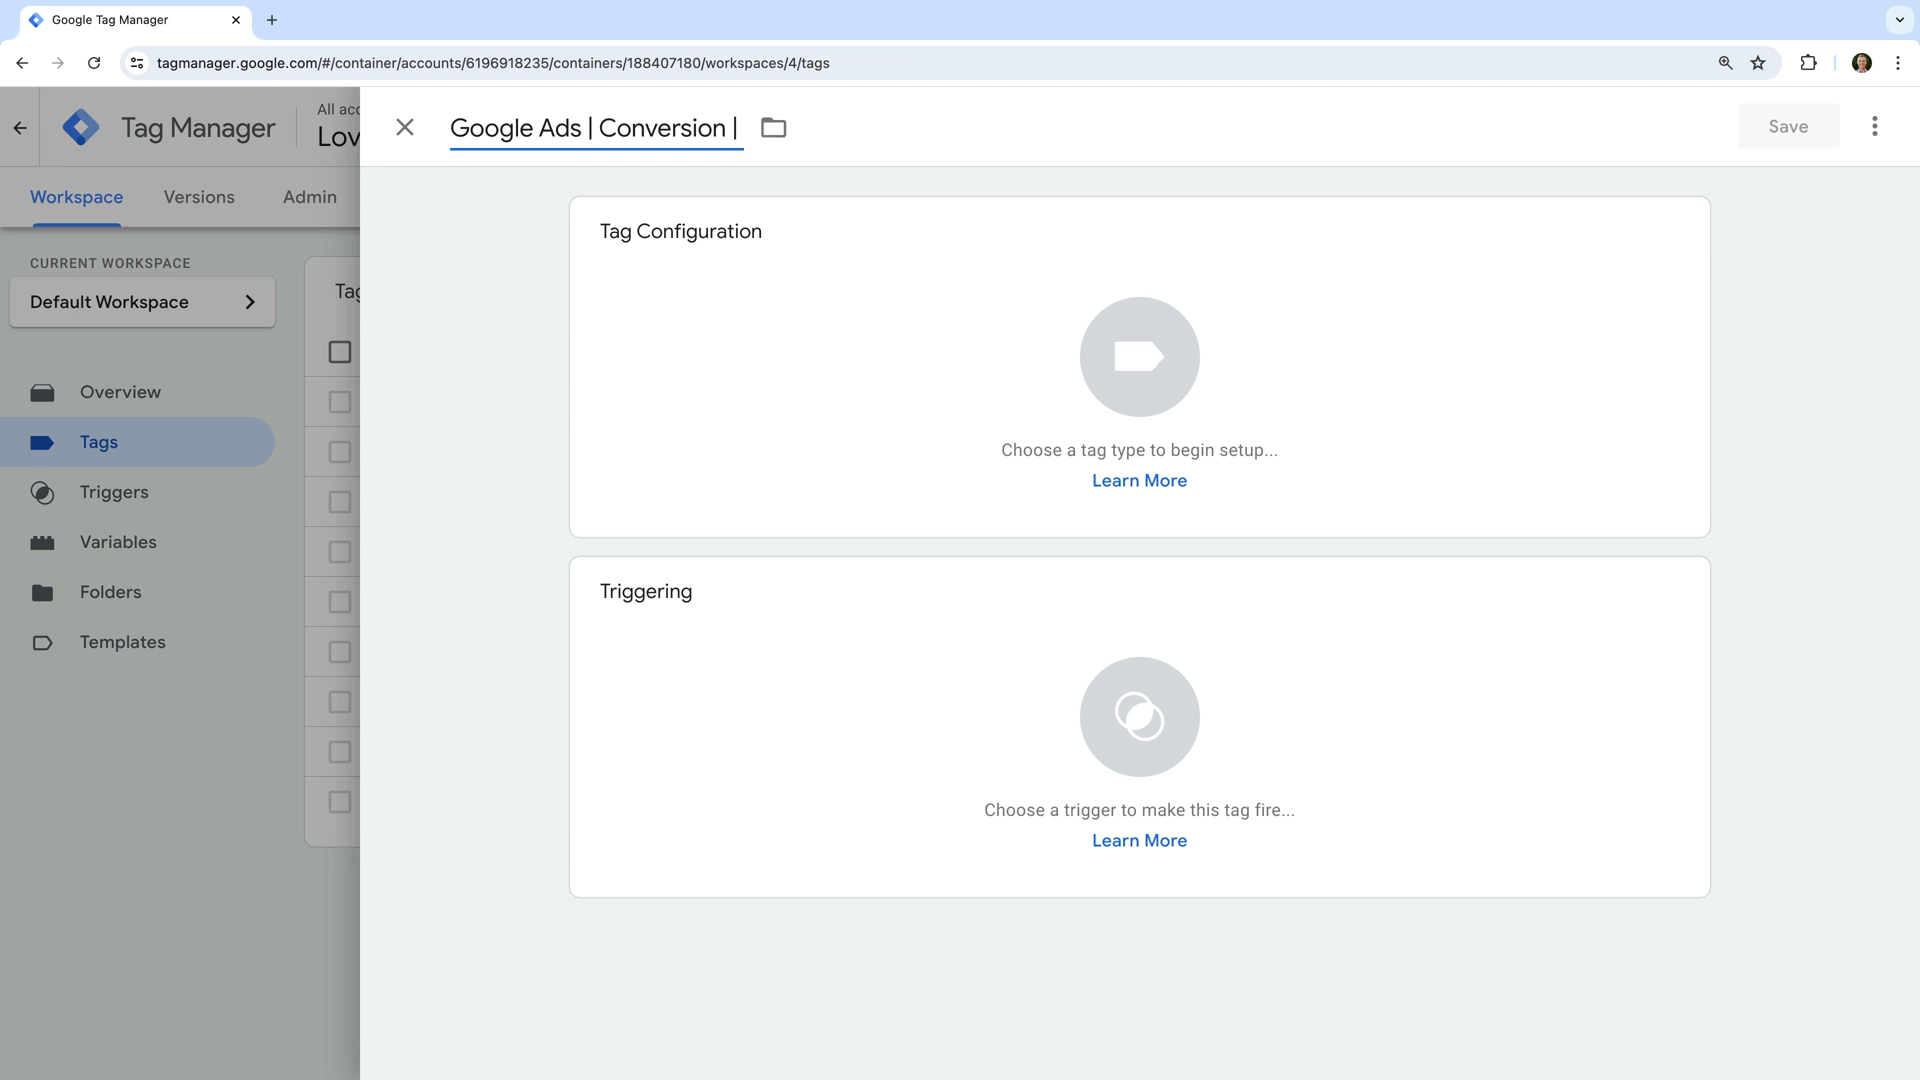 Google Tag Manager
tagmanager.google.com/#/container/accounts/6196918235/containers/188407180/workspaces/4/tags
Tag Manager
All acc
Lov
Google Ads | Conversion |
Save
Workspace
Versions
Admin
CURRENT WORKSPACE
Default Workspace
Overview
Tags
Triggers
Variables
Folders
Templates
Tag
Tag Configuration
Choose a tag type to begin setup...
Learn More
Triggering
Choose a trigger to make this tag fire...
Learn More